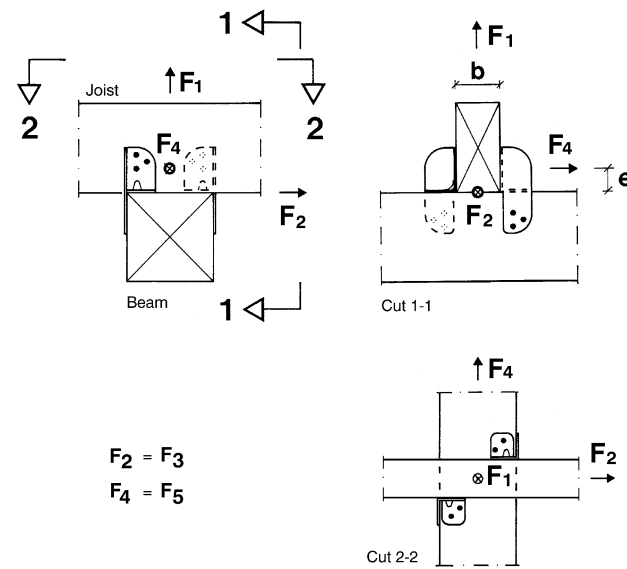 1
F1
2
Joist
F1
2
b
F4
F4
e
F2
F2
Beam
1
Cut 1-1
F4
F2 = F3
F4 = F5
F2
F1
Cut 2-2